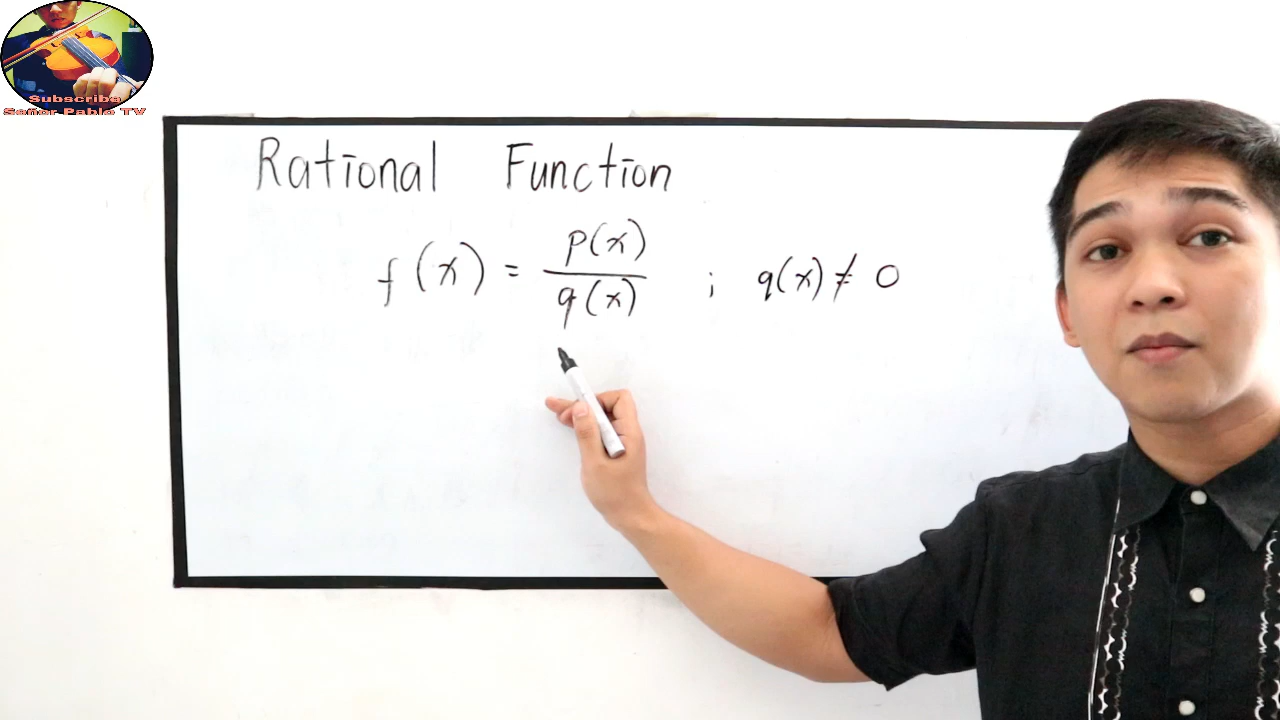 Subscribe
Señor Pablo TV
Rational Function
f(x) = p(x)/q(x) ; q(x) ≠ 0